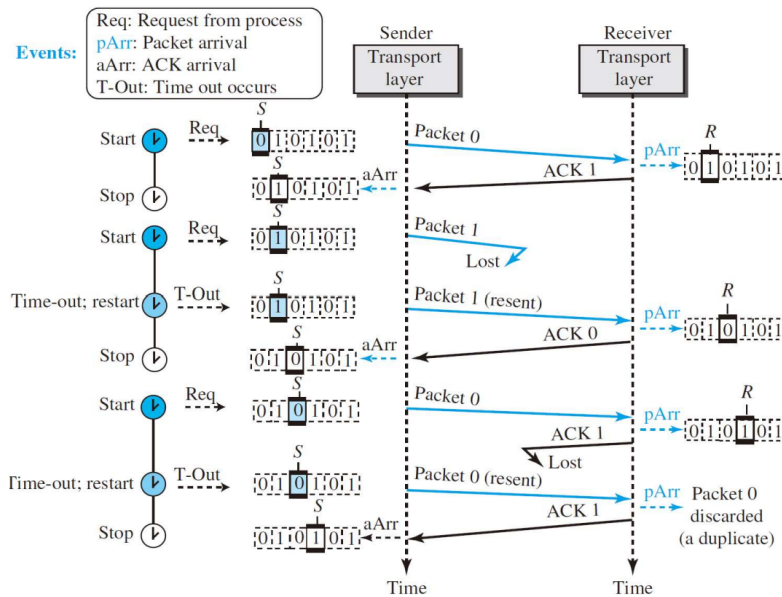 Events:
Req: Request from process
pArr: Packet arrival
aArr: ACK arrival
T-Out: Time out occurs
Sender
Transport
layer
Receiver
Transport
layer
Start
Req
S
0 1 0 1 0 1
Packet 0
pArr
R
0 1 0 1 0 1
Stop
S
0 1 0 1 0 1
aArr
ACK 1
Start
Req
S
0 1 0 1 0 1
Packet 1
Lost
Time-out; restart
T-Out
S
0 1 0 1 0 1
Packet 1 (resent)
pArr
R
0 1 0 1 0 1
Stop
S
0 1 0 1 0 1
aArr
ACK 0
Start
Req
S
0 1 0 1 0 1
Packet 0
pArr
R
0 1 0 1 0 1
ACK 1
Lost
Time-out; restart
T-Out
S
0 1 0 1 0 1
Packet 0 (resent)
pArr
Packet 0
discarded
(a duplicate)
Stop
S
0 1 0 1 0 1
aArr
ACK 1
Time
Time